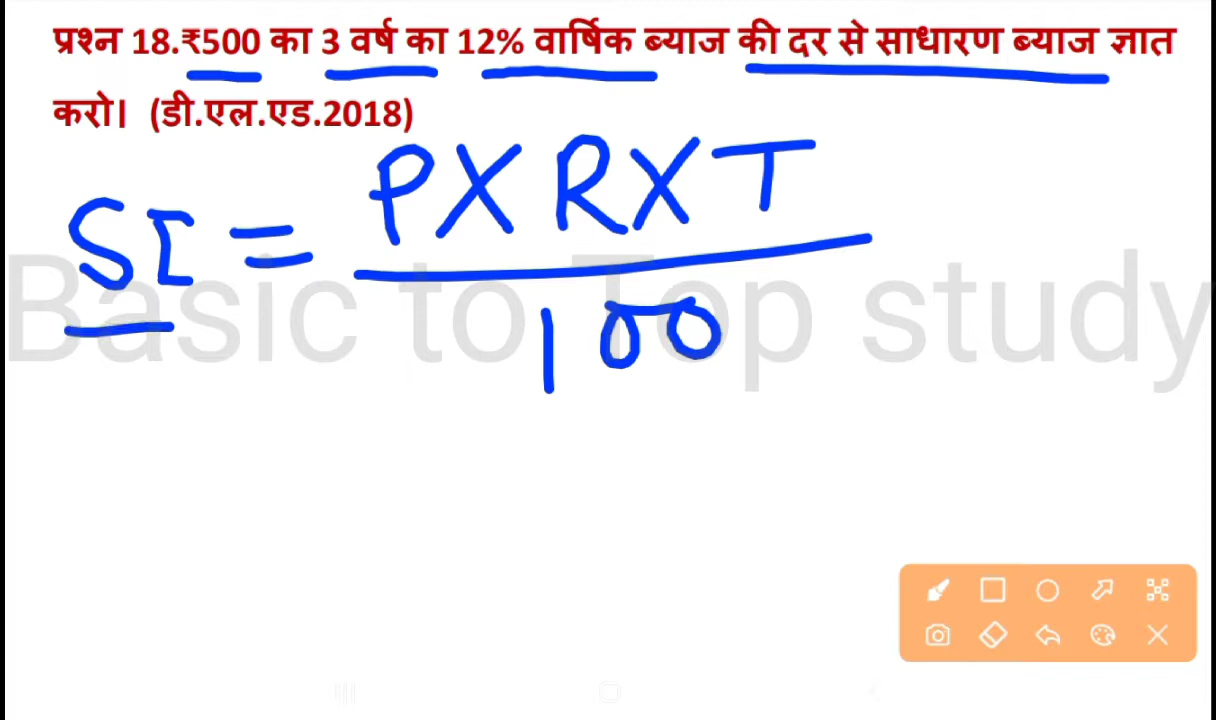 प्रश्न 18.₹500 का 3 वर्ष का 12% वार्षिक ब्याज की दर से साधारण ब्याज ज्ञात
करो। (डी.एल.एड.2018)
SI = PXRXT
100
Basic to Top study